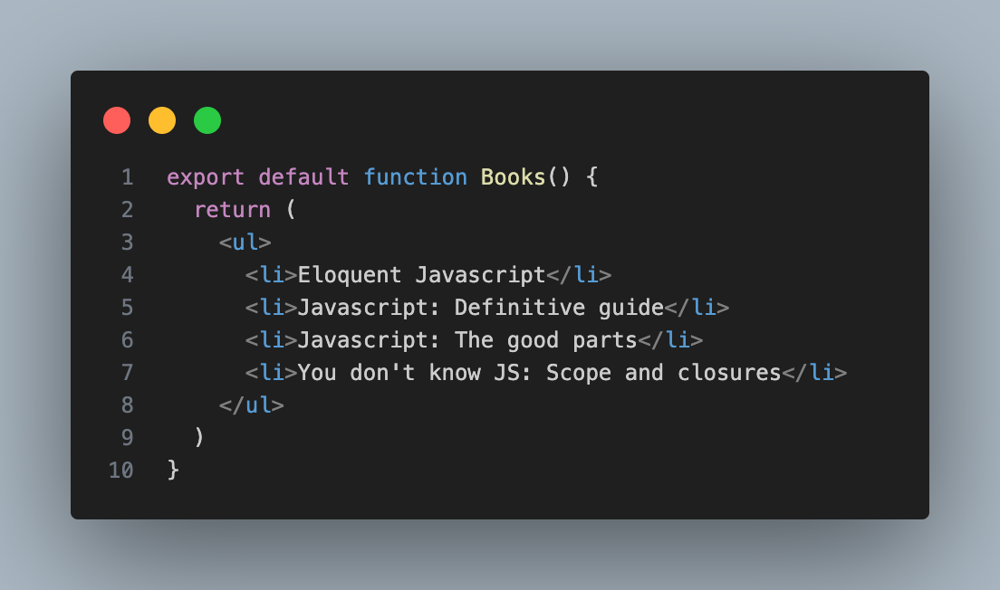 1 export default function Books() {
2   return (
3     <ul>
4       <li>Eloquent Javascript</li>
5       <li>Javascript: Definitive guide</li>
6       <li>Javascript: The good parts</li>
7       <li>You don't know JS: Scope and closures</li>
8     </ul>
9   )
10 }